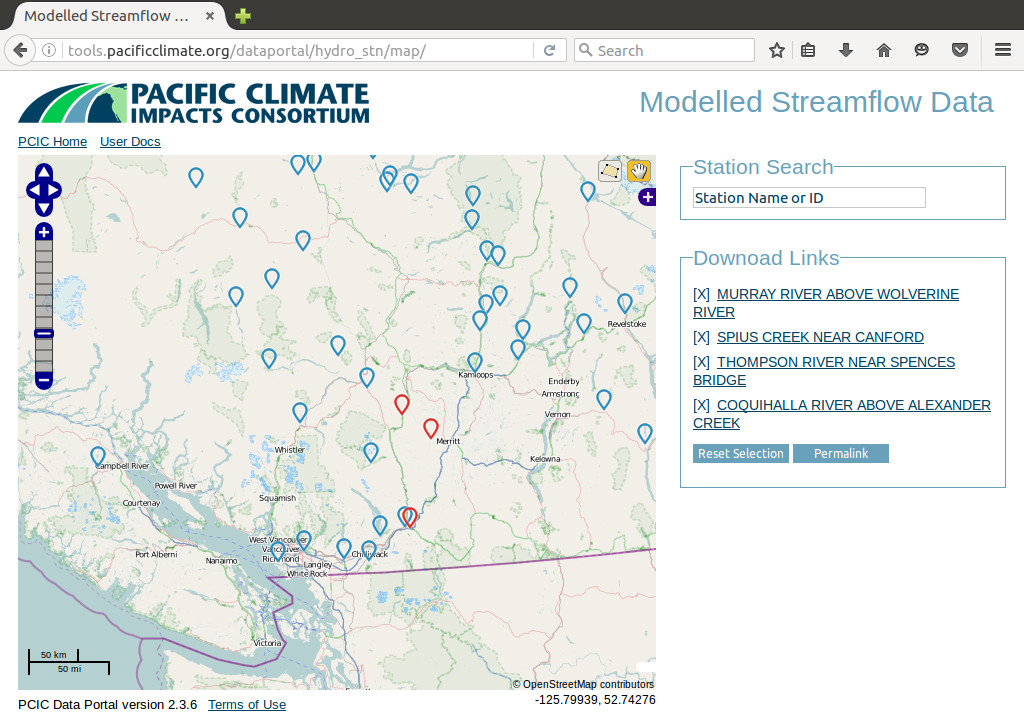 Modelled Streamflow ...
tools.pacificclimate.org/dataportal/hydro_stn/map/
Search
PACIFIC CLIMATE
IMPACTS CONSORTIUM
Modelled Streamflow Data
PCIC Home User Docs
Station Search
Station Name or ID
Downoad Links
[X] MURRAY RIVER ABOVE WOLVERINE
RIVER
[X] SPIUS CREEK NEAR CANFORD
[X] THOMPSON RIVER NEAR SPENCES
BRIDGE
[X] COQUIHALLA RIVER ABOVE ALEXANDER
CREEK
Reset Selection Permalink
Revelstoke
Kamloops
Enderby
Armstrong
Vernon
Merritt
Whistler
Kelowna
Campbell River
Powell River
Squamish
Courtenay
West Vancouver
Vancouver
Richmond
Chilliwack
Port Alberni
Nanaimo
Langley
White Rock
Victoria
50 km
50 mi
© OpenStreetMap contributors
-125.79939, 52.74276
PCIC Data Portal version 2.3.6 Terms of Use